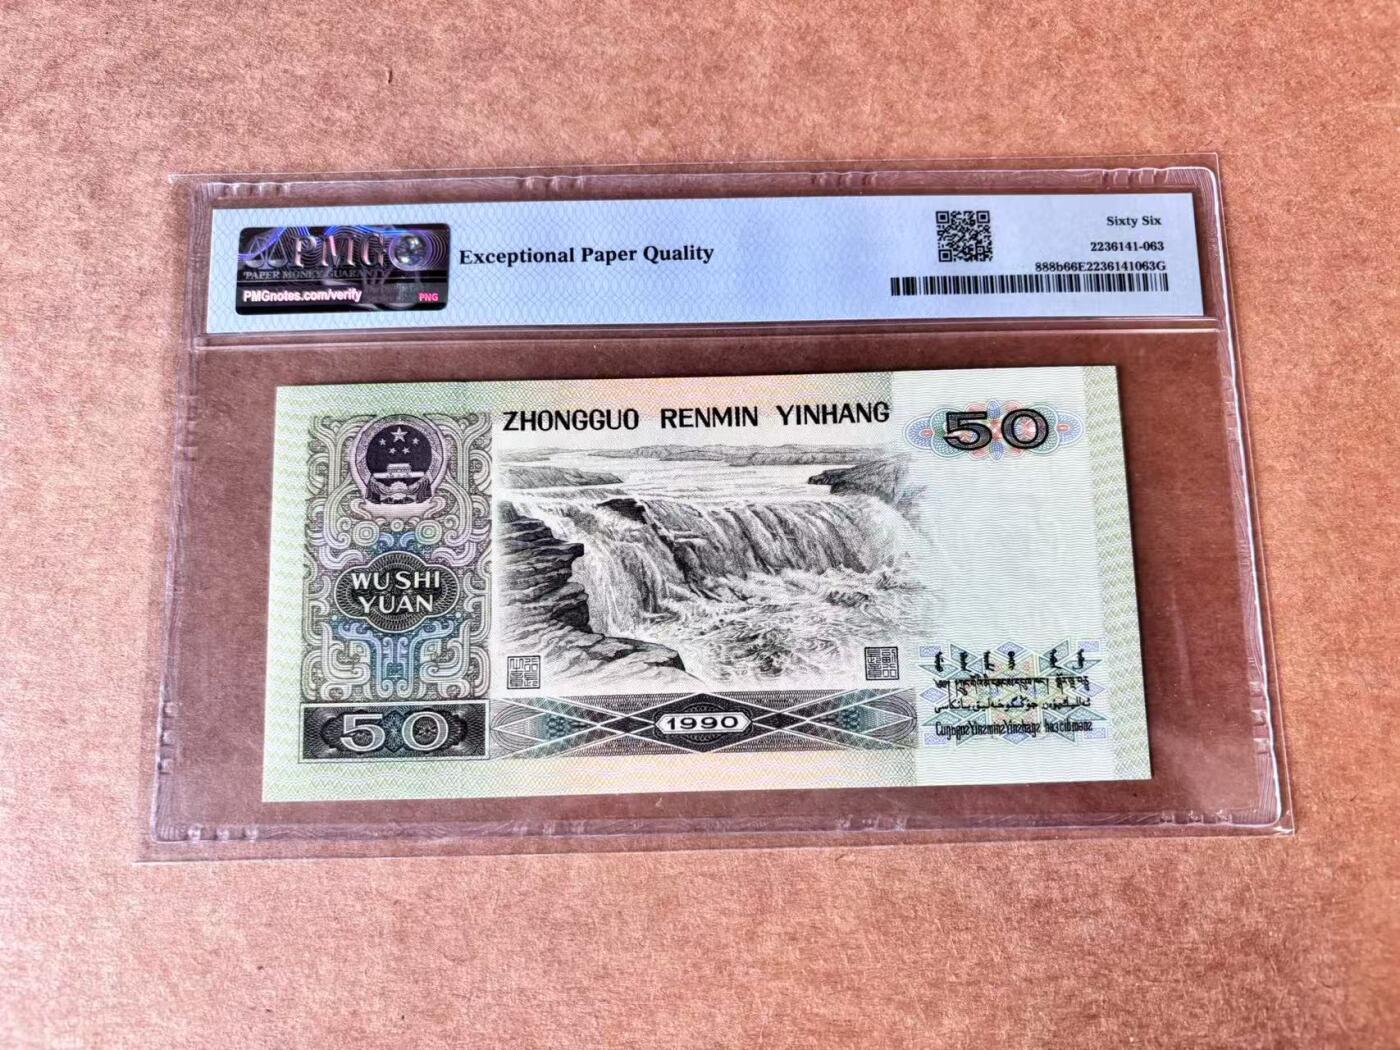 PMG
PAPER MONEY GUARANTY
PMGnotes.com/verify
PNG
Exceptional Paper Quality
Sixty Six
2236141-063
888b66E2236141063G
ZHONGGUO RENMIN YINHANG
50
WU SHI
YUAN
50
1990